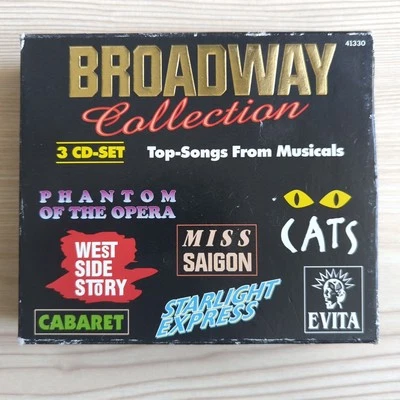 41330
BROADWAY
Collection
3 CD-SET Top-Songs From Musicals
PHANTOM
OF THE OPERA
CATS
WEST
SIDE
STORY
MISS
SAIGON
STARLIGHT
EXPRESS
CABARET
EVITA